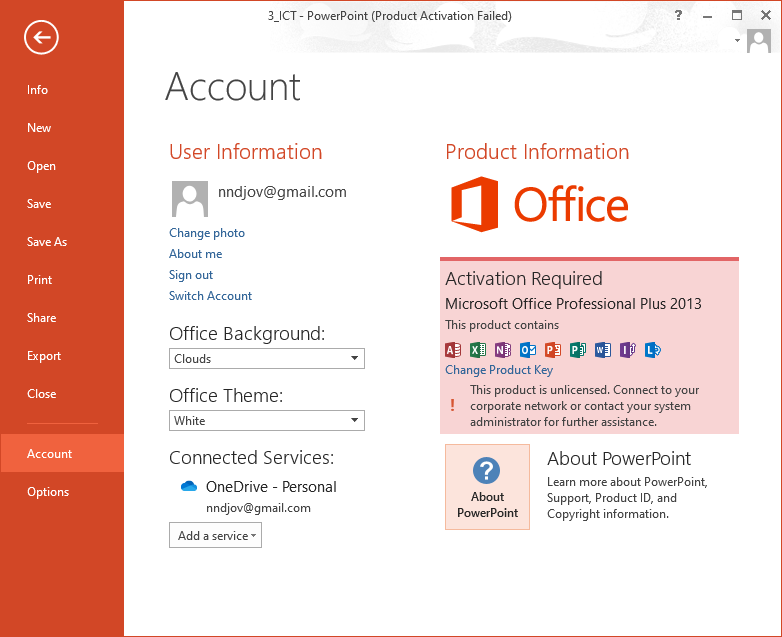 3_ICT - PowerPoint (Product Activation Failed)
?
Info
New
Open
Save
Save As
Print
Share
Export
Close
Account
Options
Account
User Information
nndjov@gmail.com
Change photo
About me
Sign out
Switch Account
Office Background:
Clouds
Office Theme:
White
Connected Services:
OneDrive - Personal
nndjov@gmail.com
Add a service
Product Information
Office
Activation Required
Microsoft Office Professional Plus 2013
This product contains
Change Product Key
! This product is unlicensed. Connect to your
corporate network or contact your system
administrator for further assistance.
?
About
PowerPoint
About PowerPoint
Learn more about PowerPoint,
Support, Product ID, and
Copyright information.